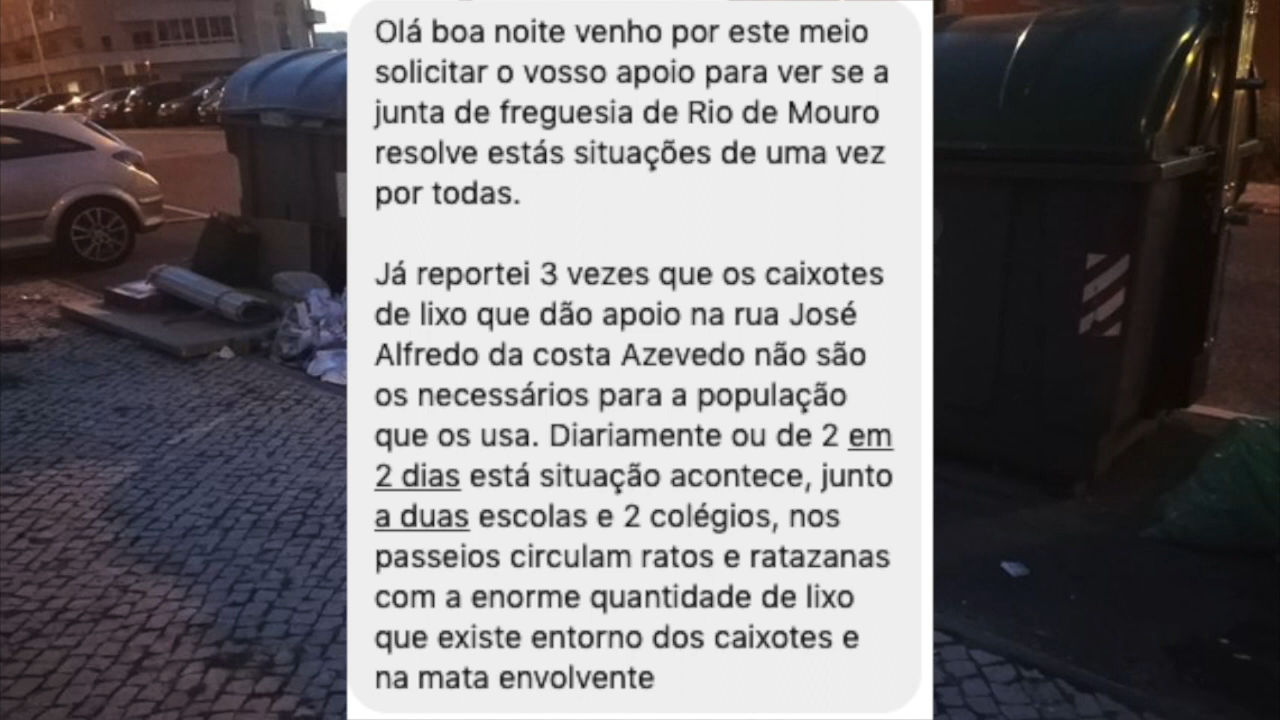 Olá boa noite venho por este meio
solicitar o vosso apoio para ver se a
junta de freguesia de Rio de Mouro
resolve estás situações de uma vez
por todas.
Já reportei 3 vezes que os caixotes
de lixo que dão apoio na rua José
Alfredo da costa Azevedo não são
os necessários para a população
que os usa. Diariamente ou de 2 em
2 dias está situação acontece, junto
a duas escolas e 2 colégios, nos
passeios circulam ratos e ratazanas
com a enorme quantidade de lixo
que existe entorno dos caixotes e
na mata envolvente